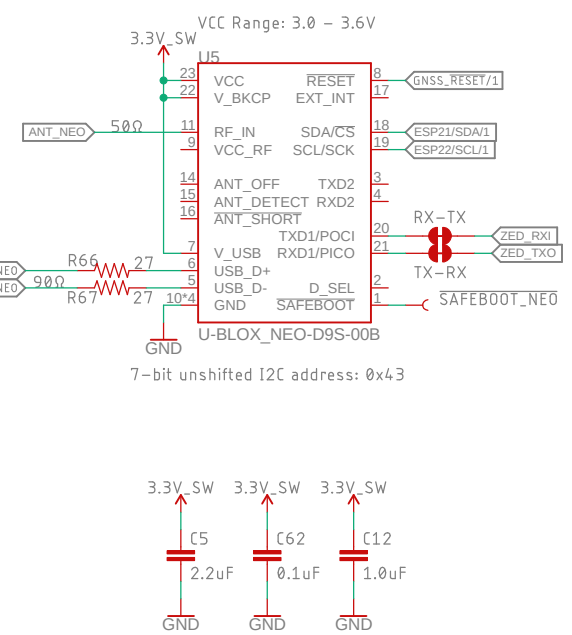 VCC Range: 3.0 – 3.6V
3.3V_SW
U5
23 VCC RESET 8 GNSS_RESET/1
22 V_BKCP EXT_INT 17
ANT_NEO 50Ω 11 RF_IN SDA/CS 18 ESP21/SDA/1
9 VCC_RF SCL/SCK 19 ESP22/SCL/1
14 ANT_OFF TXD2 3
15 ANT_DETECT RXD2 4
16 ANT_SHORT
RX–TX
TXD1/POCI 20 ZED_RXI
7 V_USB RXD1/PICO 21 ZED_TXO
TX–RX
NEO R66 27 6 USB_D+
NEO 90Ω R67 27 5 USB_D- D_SEL 2
10*4 GND SAFEBOOT 1 SAFEBOOT_NEO
GND
U-BLOX_NEO-D9S-00B
7–bit unshifted I2C address: 0x43
3.3V_SW 3.3V_SW 3.3V_SW
C5 C62 C12
2.2uF 0.1uF 1.0uF
GND GND GND